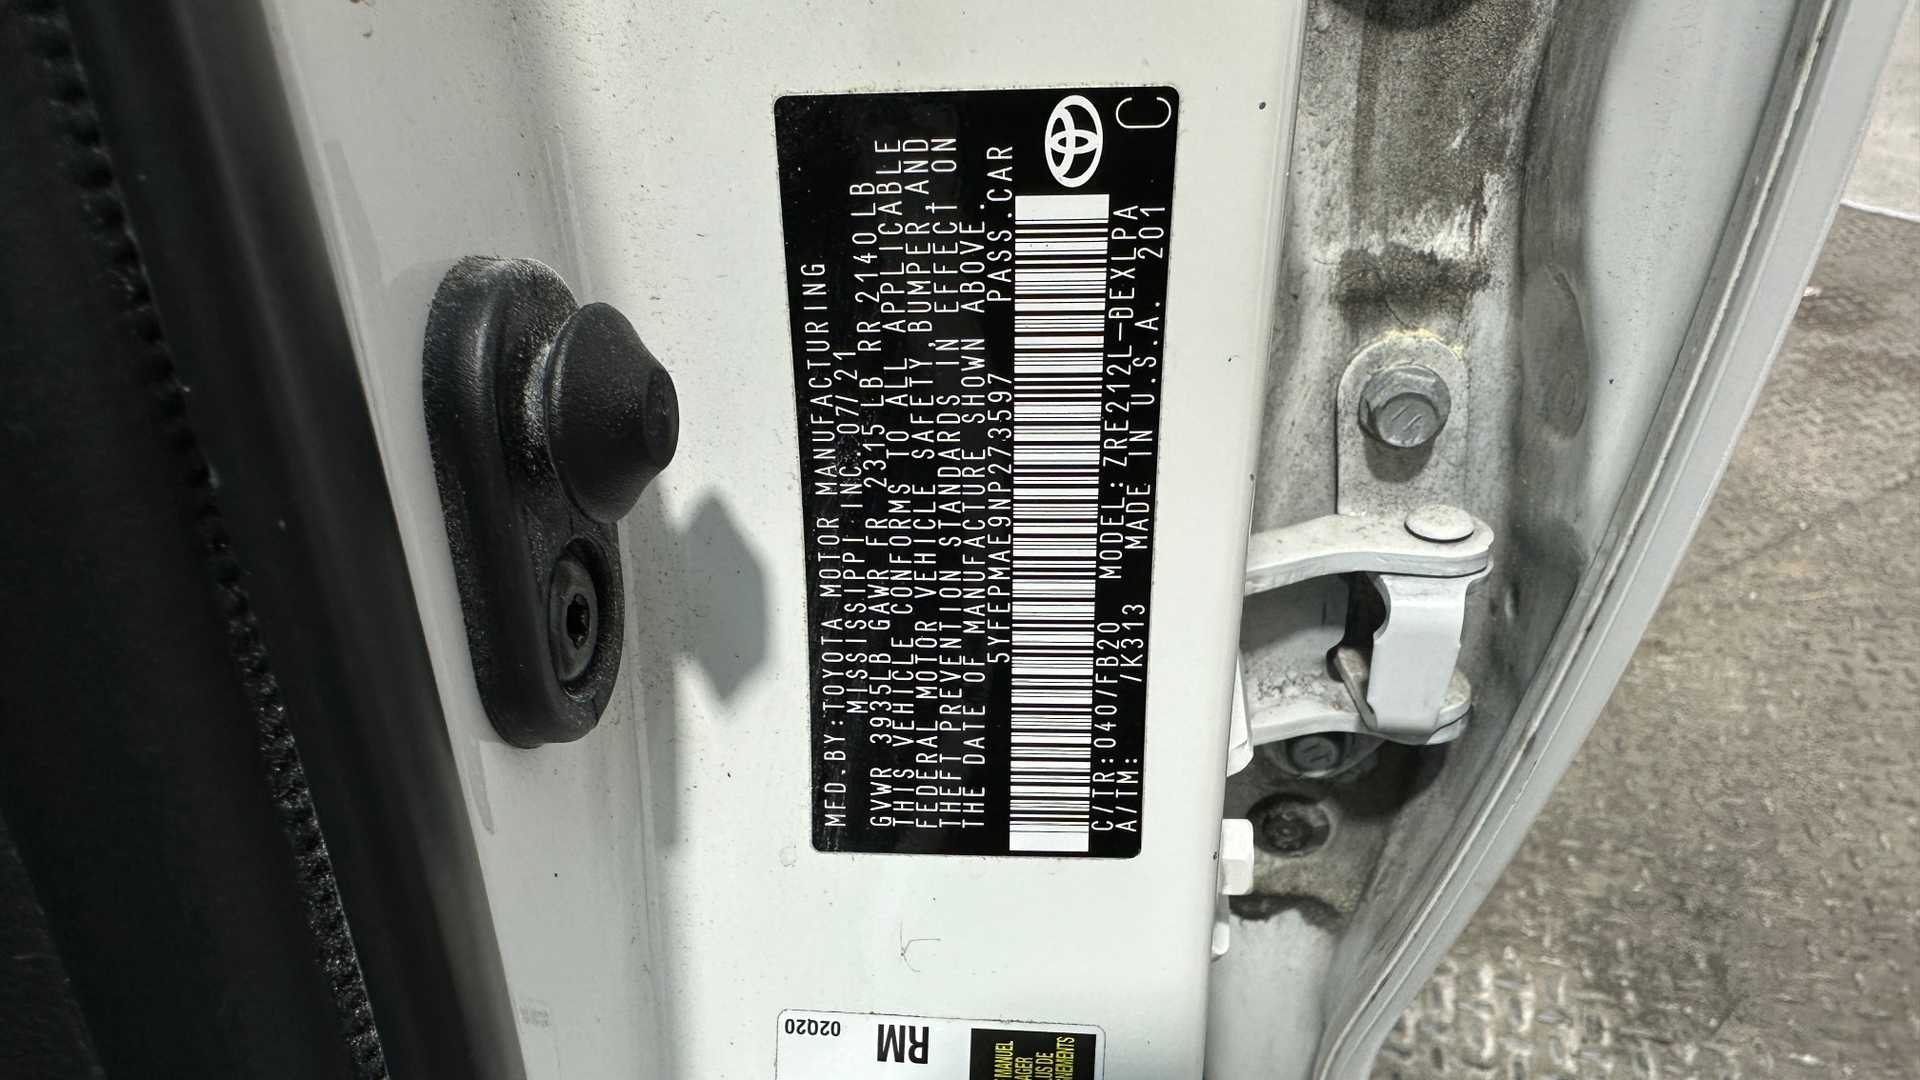 MFD.BY:TOYOTA MOTOR MANUFACTURING
MISSISSIPPI INC. 07/21
GVWR 3935LB GAWR FR 2315LB RR 2140LB
THIS VEHICLE CONFORMS TO ALL APPLICABLE
FEDERAL MOTOR VEHICLE SAFETY,BUMPER,AND
THEFT PREVENTION STANDARDS IN EFFECT ON
THE DATE OF MANUFACTURE SHOWN ABOVE.
5YFEPMAE9NP273597 PASS.CAR
C/TR:040/FB20 MODEL:ZRE212L-DEXLPA
A/TM: /K313 MADE IN U.S.A. 201
C
02Q20
RM
MANUEL